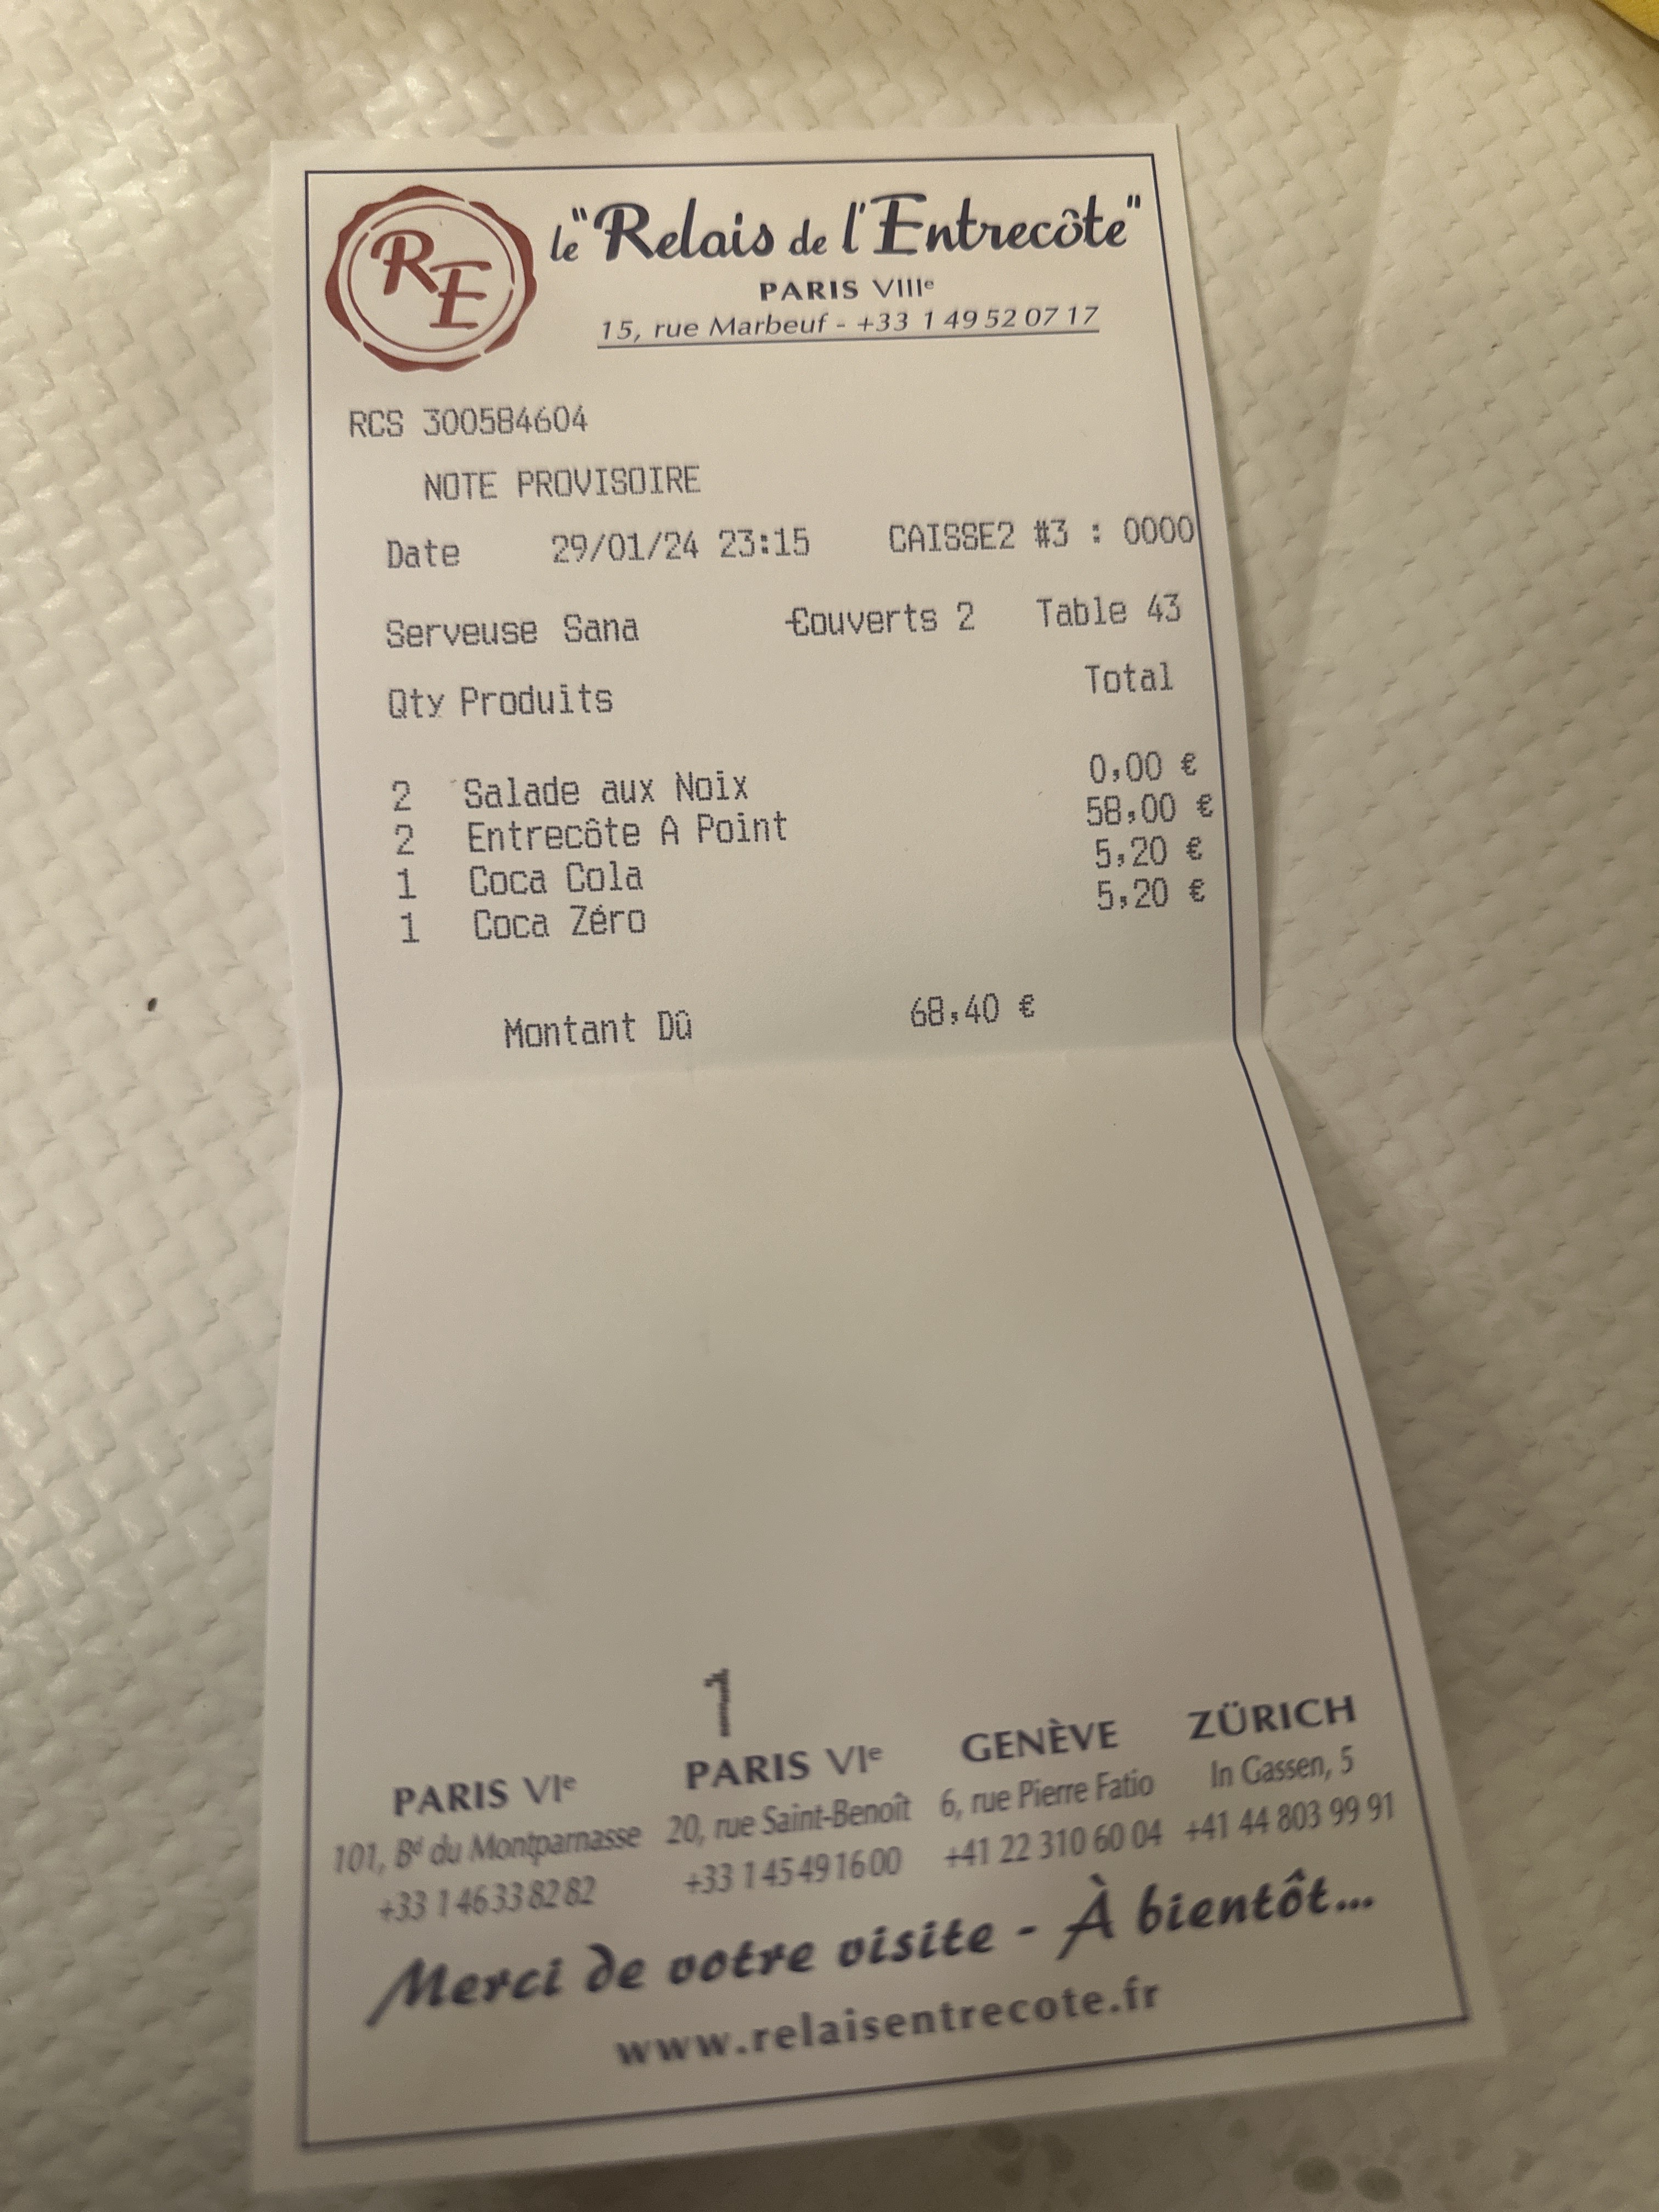 RE
le "Relais de l'Entrecôte"
PARIS VIIIe
15, rue Marbeuf - +33 1 49 52 07 17
RCS 300584604
NOTE PROVISOIRE
Date 29/01/24 23:15 CAISSE2 #3 : 0000
Serveuse Sana Couverts 2 Table 43
Qty Produits Total
2 Salade aux Noix 0,00 €
2 Entrecôte A Point 58,00 €
1 Coca Cola 5,20 €
1 Coca Zéro 5,20 €
Montant Dû 68,40 €
1
PARIS VIe PARIS VIe GENÈVE ZÜRICH
101, Bd du Montparnasse 20, rue Saint-Benoît 6, rue Pierre Fatio In Gassen, 5
+33 1 46 33 82 82 +33 1 45 49 16 00 +41 22 310 60 04 +41 44 803 99 91
Merci de votre visite - À bientôt...
www.relaisentrecote.fr